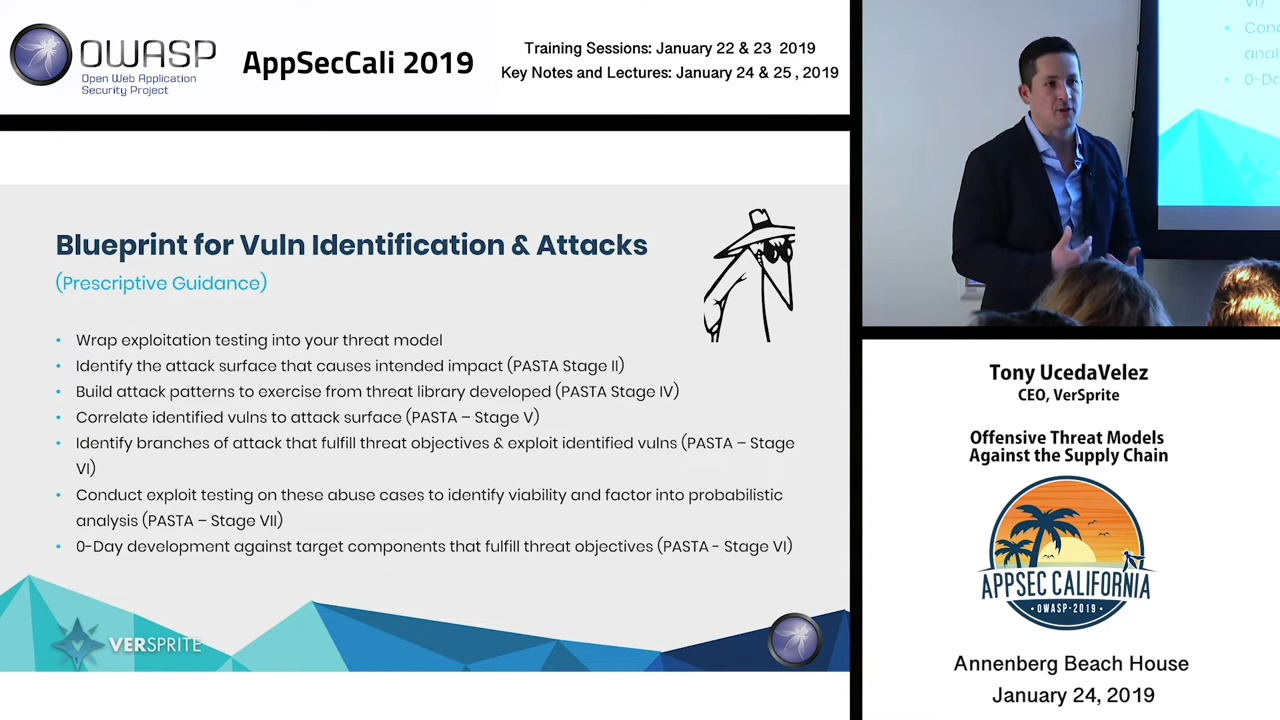 OWASP
Open Web Application
Security Project
AppSecCali 2019
Training Sessions: January 22 & 23 2019
Key Notes and Lectures: January 24 & 25 , 2019
Blueprint for Vuln Identification & Attacks
(Prescriptive Guidance)
• Wrap exploitation testing into your threat model
• Identify the attack surface that causes intended impact (PASTA Stage II)
• Build attack patterns to exercise from threat library developed (PASTA Stage IV)
• Correlate identified vulns to attack surface (PASTA – Stage V)
• Identify branches of attack that fulfill threat objectives & exploit identified vulns (PASTA – Stage
VI)
• Conduct exploit testing on these abuse cases to identify viability and factor into probabilistic
analysis (PASTA – Stage VII)
• 0-Day development against target components that fulfill threat objectives (PASTA - Stage VI)
VERSPRITE
VI)
• Conc
anal
• 0-Da
Tony UcedaVelez
CEO, VerSprite
Offensive Threat Models
Against the Supply Chain
APPSEC CALIFORNIA
• OWASP-2019 •
Annenberg Beach House
January 24, 2019